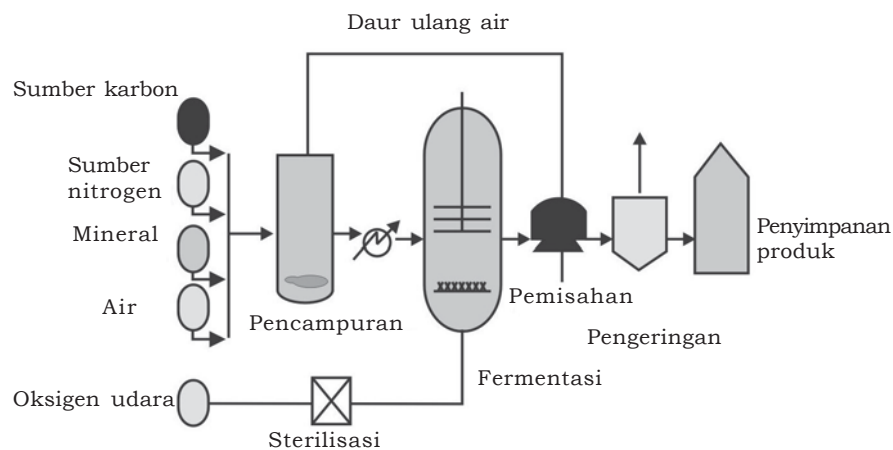 Daur ulang air
Sumber karbon
Sumber
nitrogen
Mineral
Air
Pencampuran
Pemisahan
Pengeringan
Penyimpanan
produk
Fermentasi
Oksigen udara
Sterilisasi